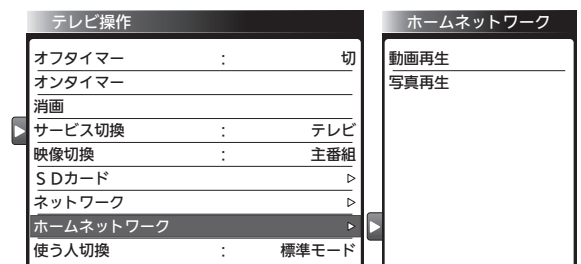 テレビ操作
オフタイマー : 切
オンタイマー
消画
サービス切換 : テレビ
映像切換 : 主番組
SDカード
ネットワーク
ホームネットワーク
使う人切換 : 標準モード
ホームネットワーク
動画再生
写真再生